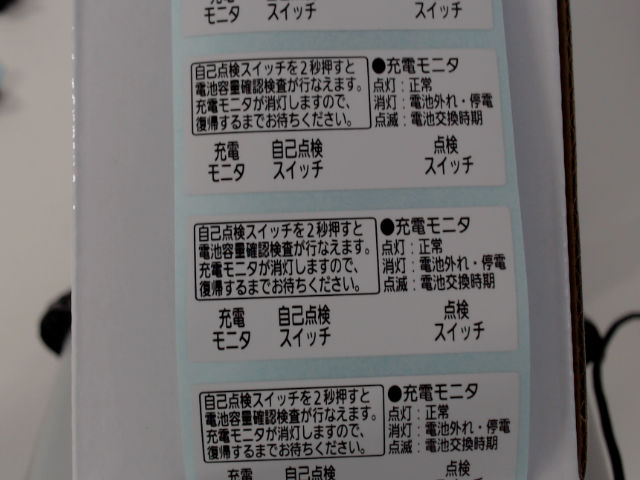 モニタ スイッチ スイッチ
自己点検スイッチを2秒押すと
電池容量確認検査が行なえます。
充電モニタが消灯しますので、
復帰するまでお待ちください。
●充電モニタ
点灯：正常
消灯：電池外れ・停電
点滅：電池交換時期
充電 自己点検 点検
モニタ スイッチ スイッチ
自己点検スイッチを2秒押すと
電池容量確認検査が行なえます。
充電モニタが消灯しますので、
復帰するまでお待ちください。
●充電モニタ
点灯：正常
消灯：電池外れ・停電
点滅：電池交換時期
充電 自己点検 点検
モニタ スイッチ スイッチ
自己点検スイッチを2秒押すと
電池容量確認検査が行なえます。
充電モニタが消灯しますので、
復帰するまでお待ちください。
●充電モニタ
点灯：正常
消灯：電池外れ・停電
点滅：電池交換時期
充電 自己点検 点検